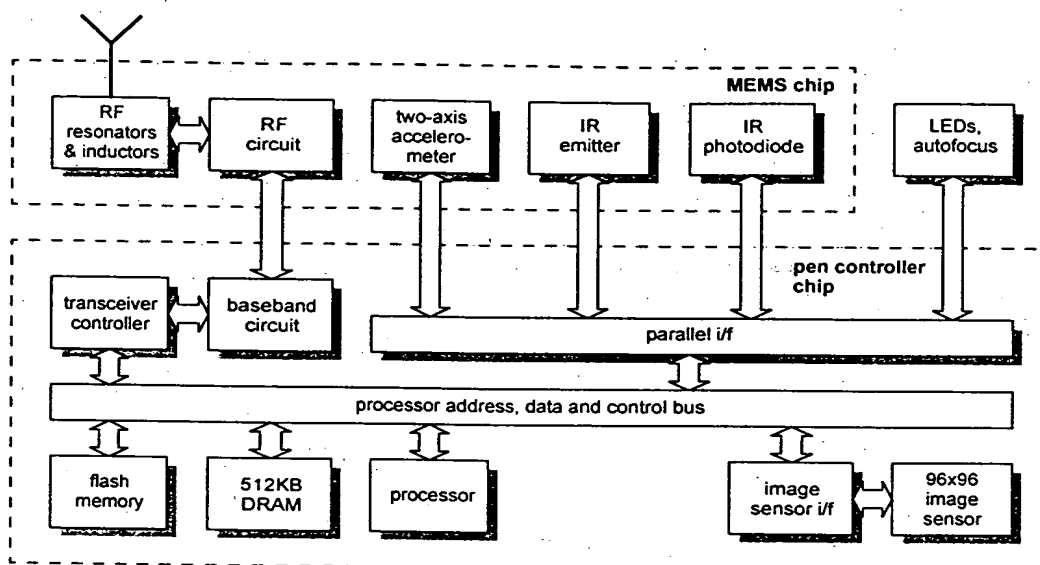 MEMS chip
RF
resonators
& inductors
RF
circuit
two-axis
accelero-
meter
IR
emitter
IR
photodiode
LEDs,
autofocus
pen controller
chip
transceiver
controller
baseband
circuit
parallel i/f
processor address, data and control bus
flash
memory
512KB
DRAM
processor
image
sensor i/f
96x96
image
sensor